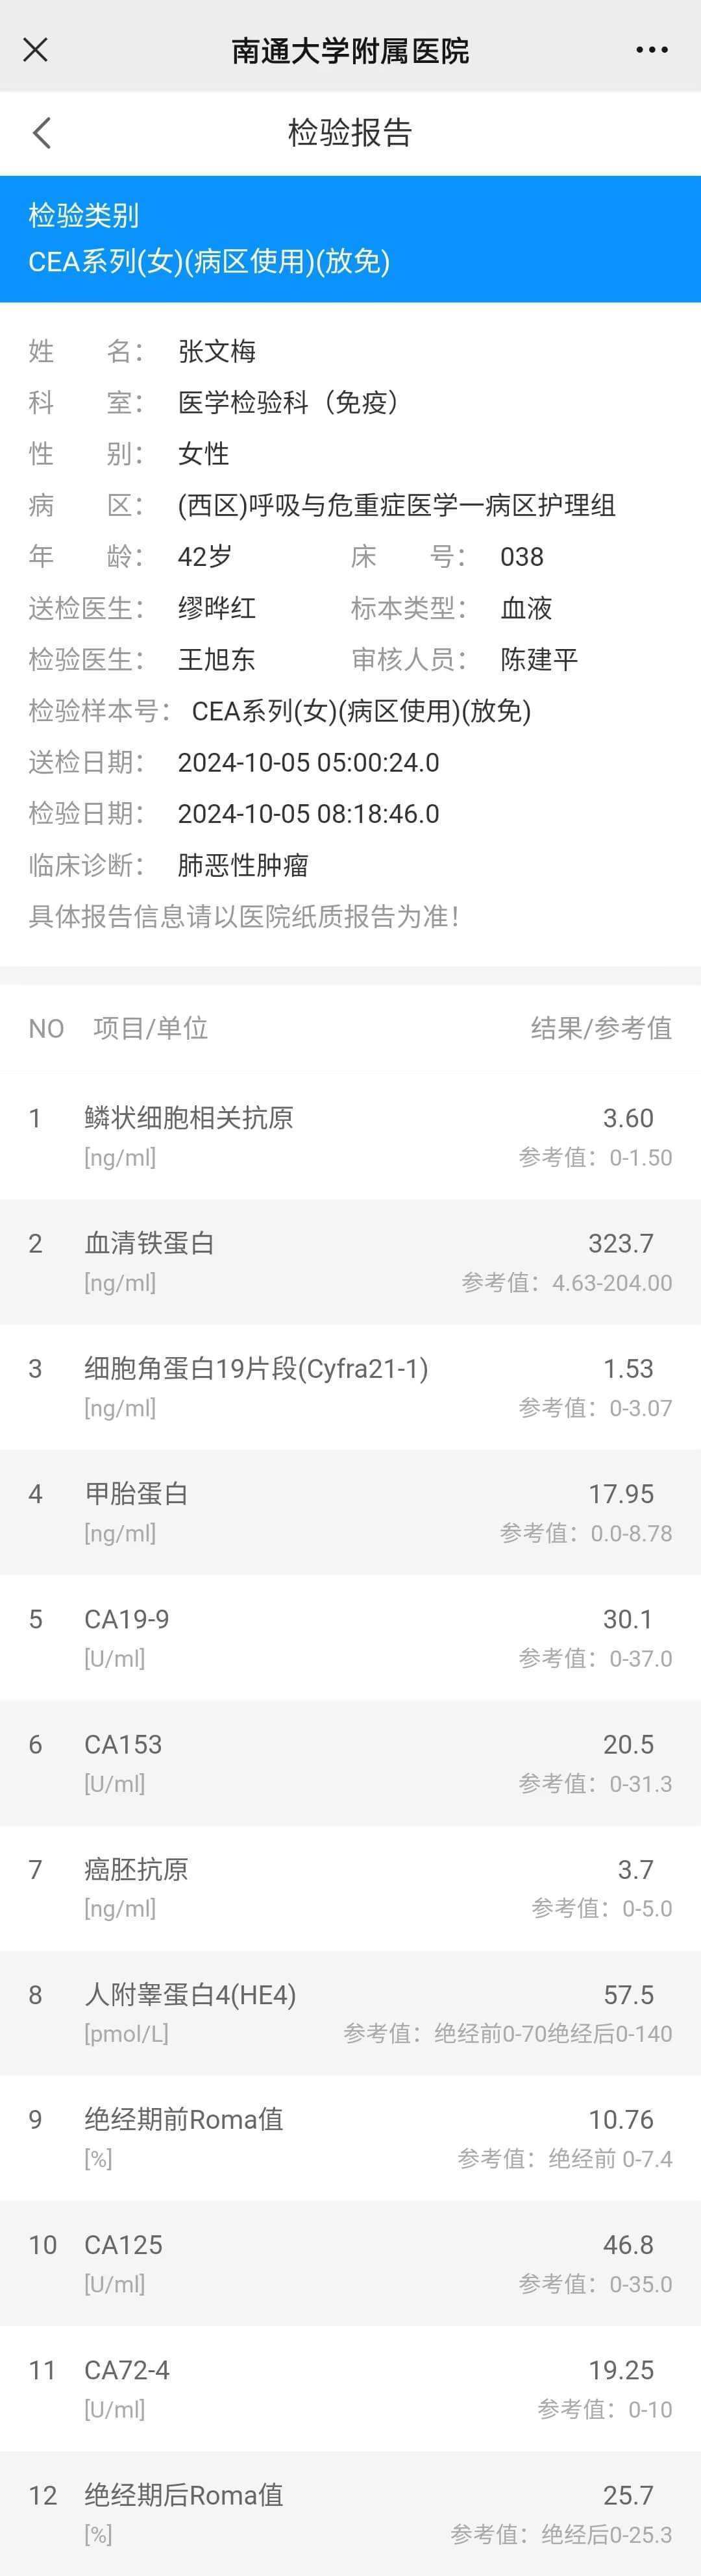 南通大学附属医院
检验报告
检验类别
CEA系列(女)(病区使用)(放免)
姓 名： 张文梅
科 室： 医学检验科（免疫）
性 别： 女性
病 区： (西区)呼吸与危重症医学一病区护理组
年 龄： 42岁 床 号： 038
送检医生： 缪晔红 标本类型： 血液
检验医生： 王旭东 审核人员： 陈建平
检验样本号： CEA系列(女)(病区使用)(放免)
送检日期： 2024-10-05 05:00:24.0
检验日期： 2024-10-05 08:18:46.0
临床诊断： 肺恶性肿瘤
具体报告信息请以医院纸质报告为准！
NO 项目/单位 结果/参考值
1 鳞状细胞相关抗原 3.60
[ng/ml] 参考值：0-1.50
2 血清铁蛋白 323.7
[ng/ml] 参考值：4.63-204.00
3 细胞角蛋白19片段(Cyfra21-1) 1.53
[ng/ml] 参考值：0-3.07
4 甲胎蛋白 17.95
[ng/ml] 参考值：0.0-8.78
5 CA19-9 30.1
[U/ml] 参考值：0-37.0
6 CA153 20.5
[U/ml] 参考值：0-31.3
7 癌胚抗原 3.7
[ng/ml] 参考值：0-5.0
8 人附睾蛋白4(HE4) 57.5
[pmol/L] 参考值：绝经前0-70绝经后0-140
9 绝经期前Roma值 10.76
[%] 参考值：绝经前 0-7.4
10 CA125 46.8
[U/ml] 参考值：0-35.0
11 CA72-4 19.25
[U/ml] 参考值：0-10
12 绝经期后Roma值 25.7
[%] 参考值：绝经后0-25.3